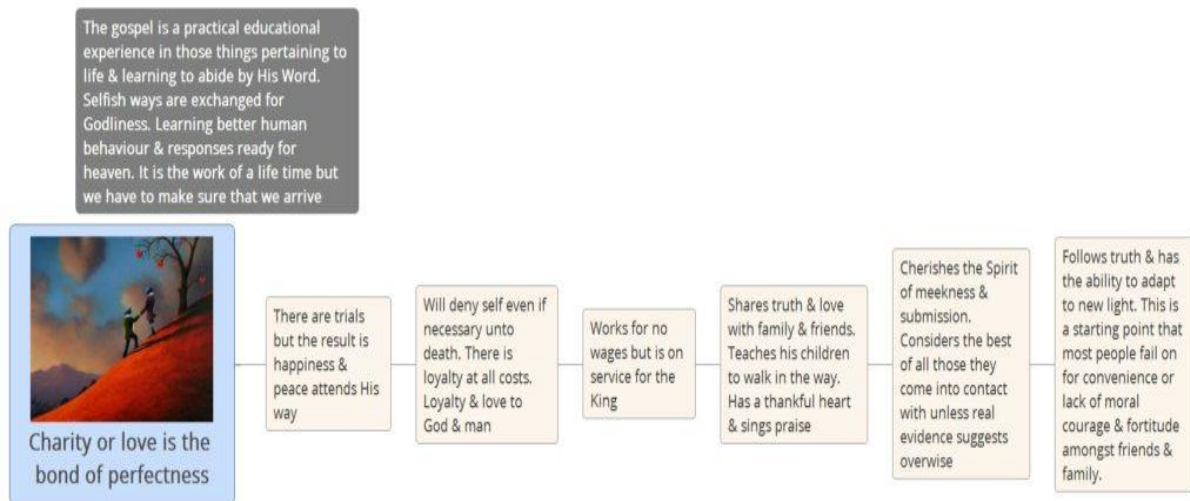 The gospel is a practical educational
experience in those things pertaining to
life & learning to abide by His Word.
Selfish ways are exchanged for
Godliness. Learning better human
behaviour & responses ready for
heaven. It is the work of a life time but
we have to make sure that we arrive
Charity or love is the
bond of perfectness
There are trials
but the result is
happiness &
peace attends His
way
Will deny self even if
necessary unto
death. There is
loyalty at all costs.
Loyalty & love to
God & man
Works for no
wages but is on
service for the
King
Shares truth & love
with family & friends.
Teaches his children
to walk in the way.
Has a thankful heart
& sings praise
Cherishes the Spirit
of meekness &
submission.
Considers the best
of all those they
come into contact
with unless real
evidence suggests
overwise
Follows truth & has
the ability to adapt
to new light. This is
a starting point that
most people fail on
for convenience or
lack of moral
courage & fortitude
amongst friends &
family.